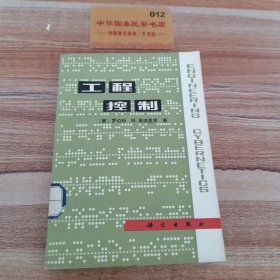 012
中华国泰民安书店
工程
控制
ENGINEERING CYBERNETICS
科学出版社